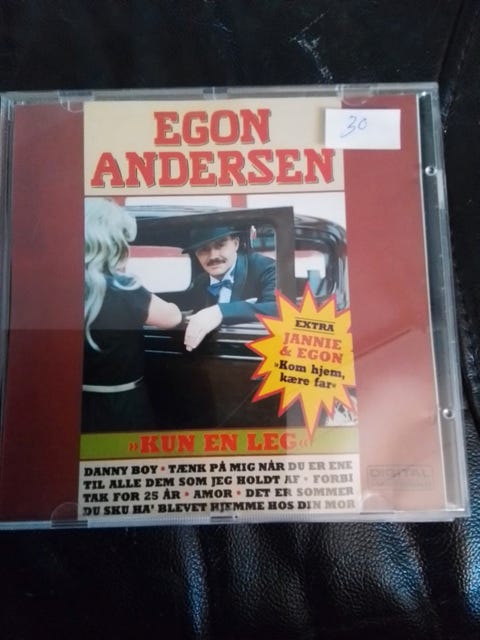 EGON
ANDERSEN
30
EXTRA
JANNIE
& EGON
»Kom hjem,
kære far«
»KUN EN LEG«
DANNY BOY • TÆNK PÅ MIG NÅR DU ER ENE
TIL ALLE DEM SOM JEG HOLDT AF • FORBI
TAK FOR 25 ÅR • AMOR • DET ER SOMMER
DU SKU HA' BLEVET HJEMME HOS DIN MOR
DIGITAL